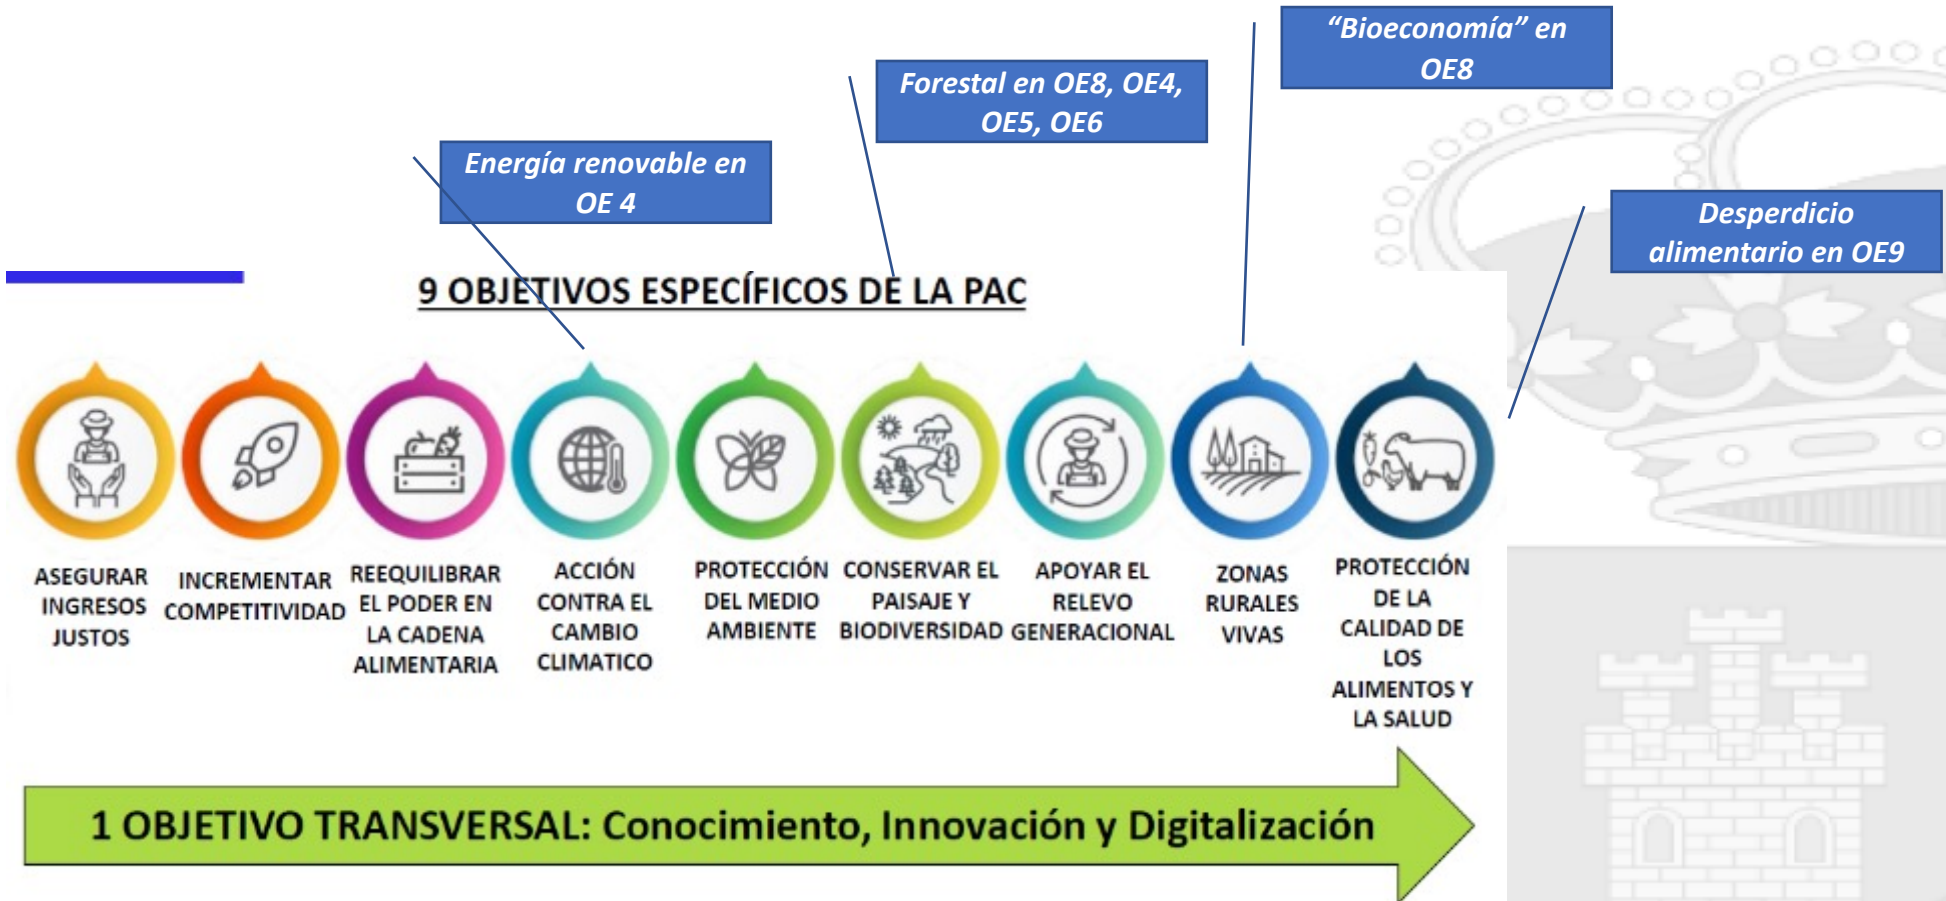 “Bioeconomía” en
OE8
Forestal en OE8, OE4,
OE5, OE6
Energía renovable en
OE 4
Desperdicio
alimentario en OE9
9 OBJETIVOS ESPECÍFICOS DE LA PAC
ASEGURAR
INGRESOS
JUSTOS
INCREMENTAR
COMPETITIVIDAD
REEQUILIBRAR
EL PODER EN
LA CADENA
ALIMENTARIA
ACCIÓN
CONTRA EL
CAMBIO
CLIMATICO
PROTECCIÓN
DEL MEDIO
AMBIENTE
CONSERVAR EL
PAISAJE Y
BIODIVERSIDAD
APOYAR EL
RELEVO
GENERACIONAL
ZONAS
RURALES
VIVAS
PROTECCIÓN
DE LA
CALIDAD DE
LOS
ALIMENTOS Y
LA SALUD
1 OBJETIVO TRANSVERSAL: Conocimiento, Innovación y Digitalización